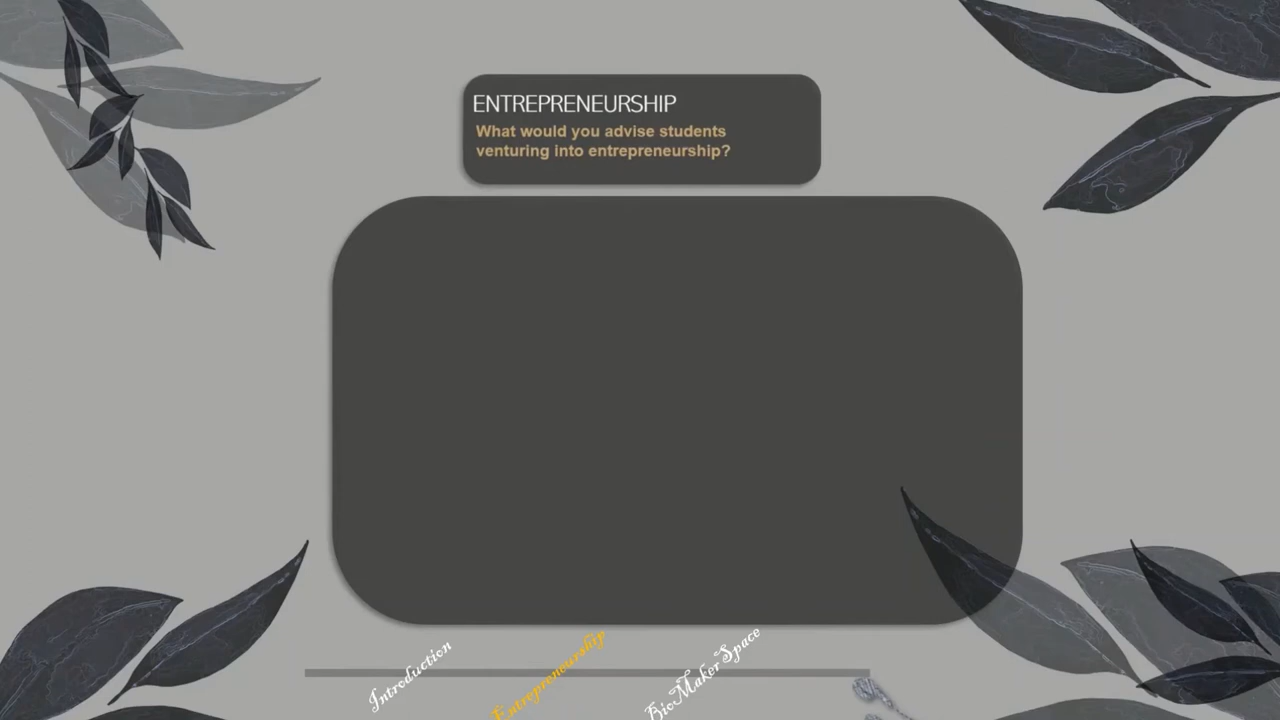 ENTREPRENEURSHIP
What would you advise students
venturing into entrepreneurship?
Introduction
Entrepreneurship
BioMaker Space